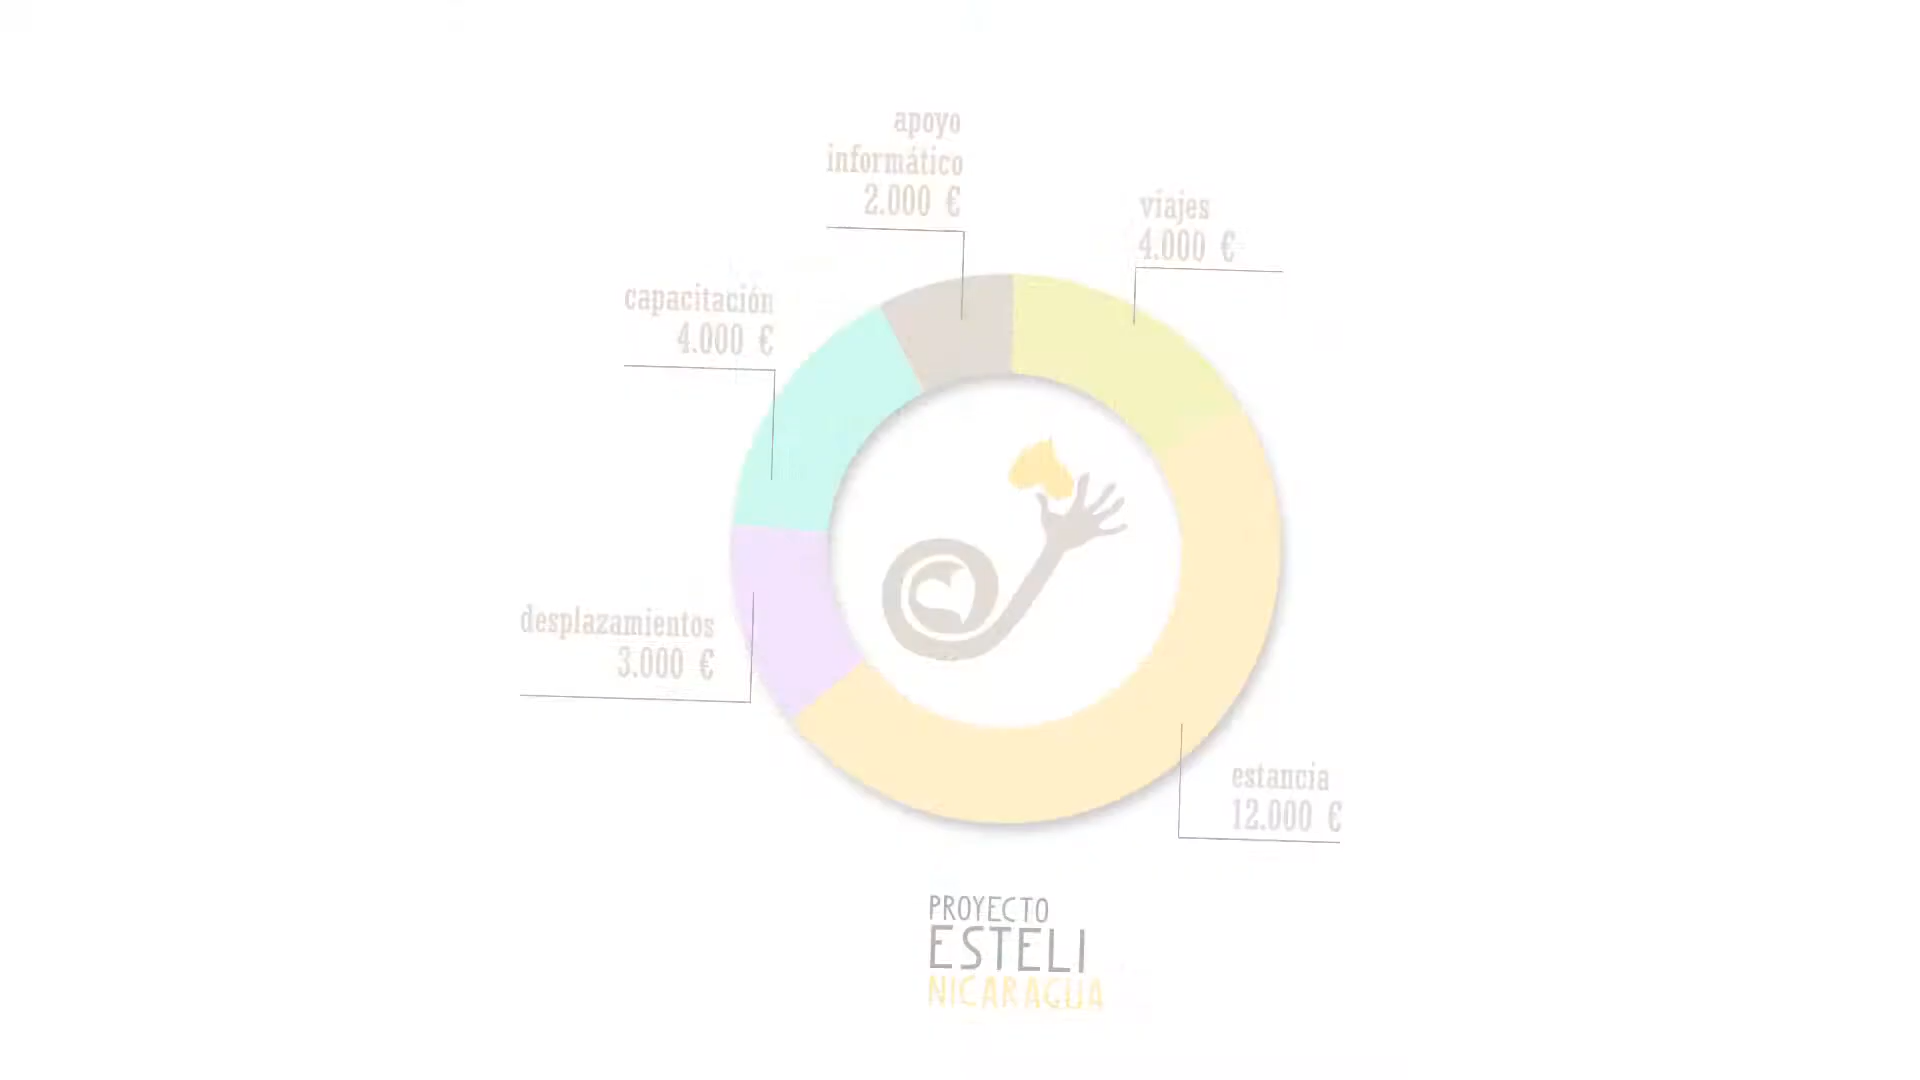 apoyo
informático
2.000 €
viajes
4.000 €
capacitación
4.000 €
desplazamientos
3.000 €
estancia
12.000 €
PROYECTO
ESTELI
NICARAGUA